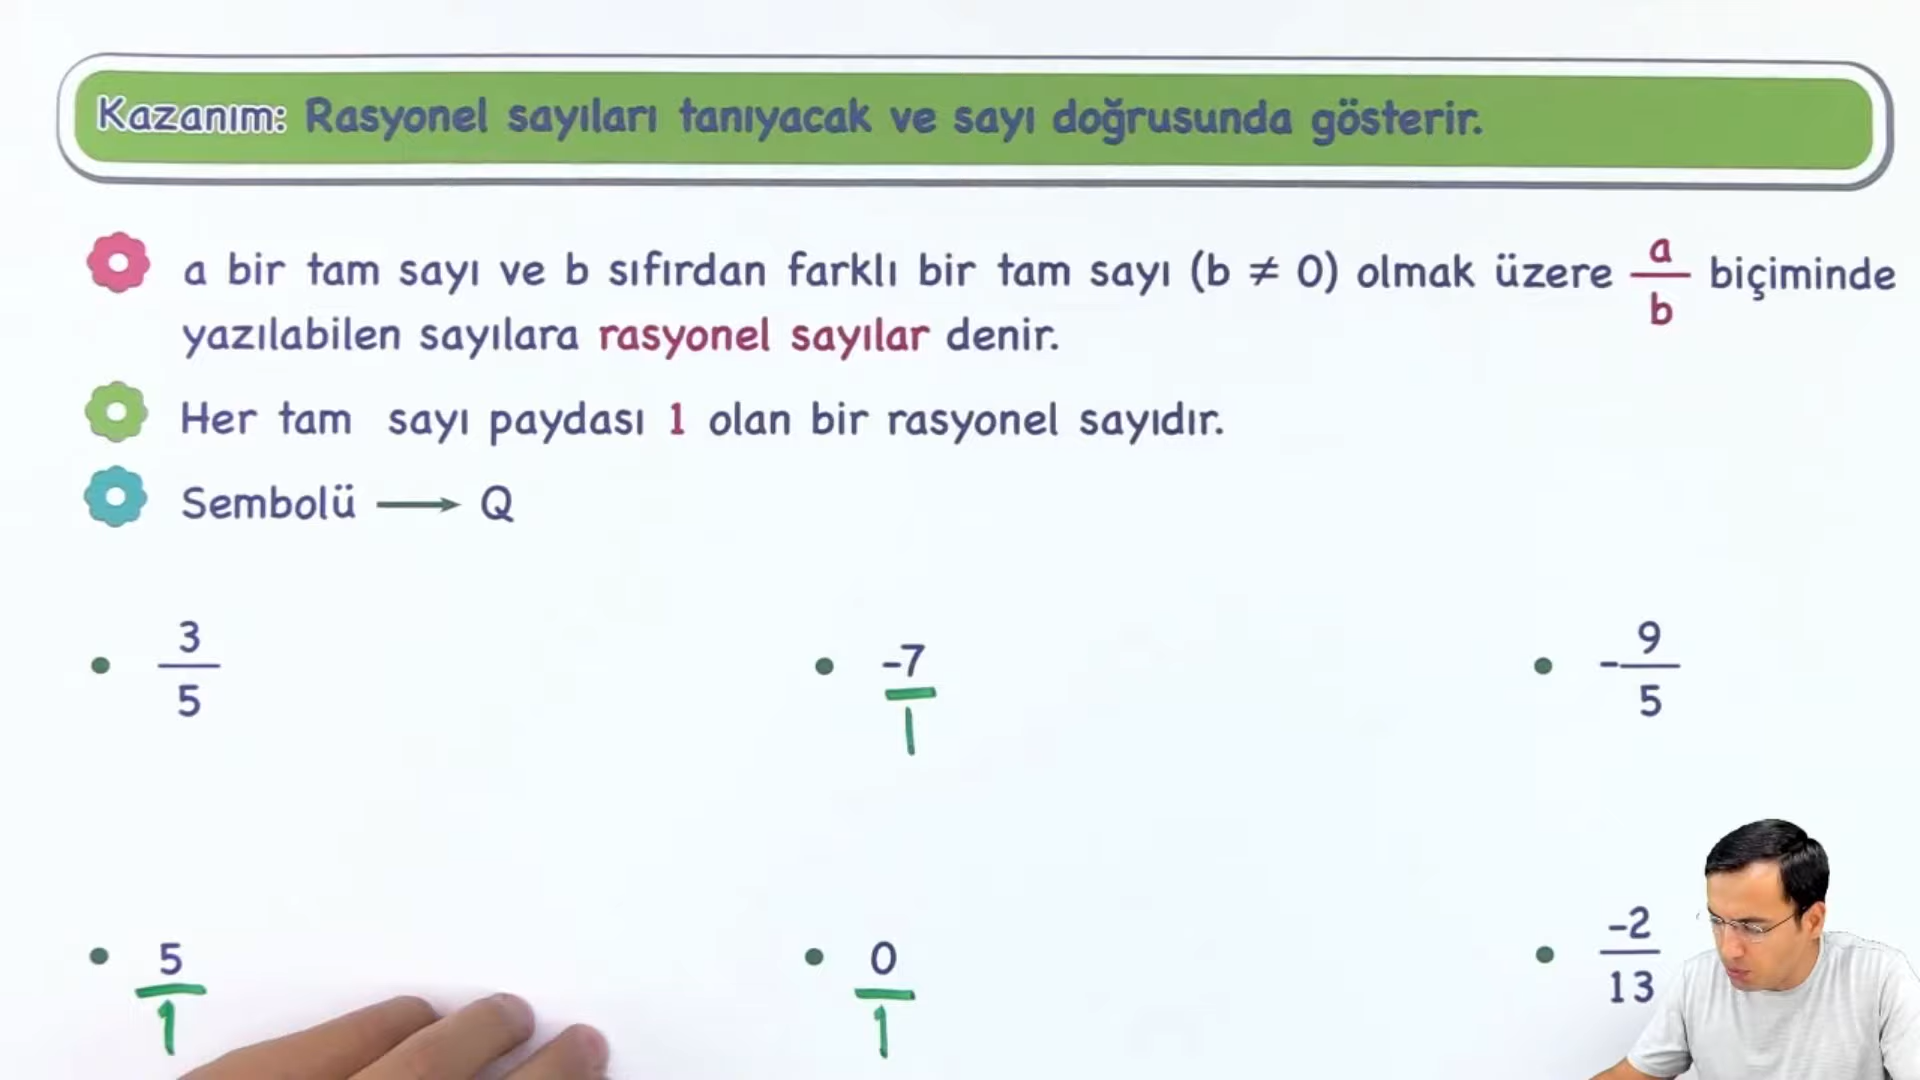 Kazanım: Rasyonel sayıları tanıyacak ve sayı doğrusunda gösterir.
a bir tam sayı ve b sıfırdan farklı bir tam sayı (b ≠ 0) olmak üzere a/b biçiminde
yazılabilen sayılara rasyonel sayılar denir.
Her tam sayı paydası 1 olan bir rasyonel sayıdır.
Sembolü → Q
• 3/5 • -7/1 • -9/5
• 5/1 • 0/1 • -2/13